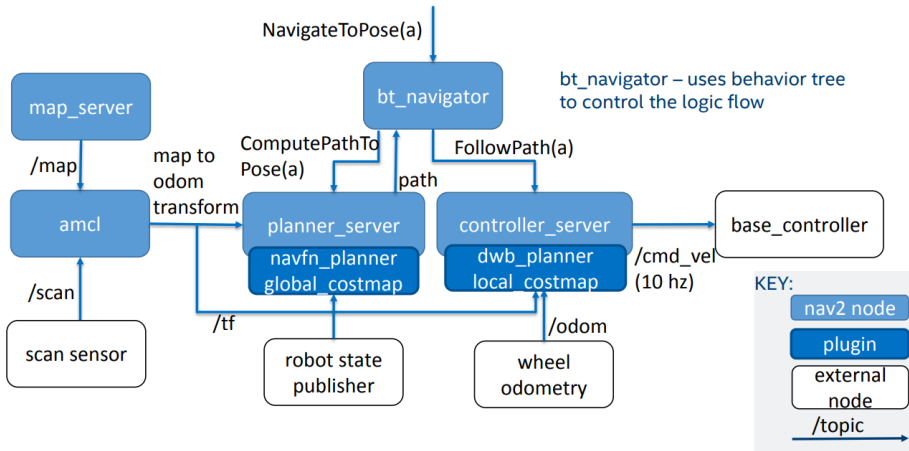 NavigateToPose(a)
bt_navigator
bt_navigator – uses behavior tree
to control the logic flow
map_server
/map
map to
odom
transform
ComputePathTo
Pose(a)
path
FollowPath(a)
amcl
planner_server
navfn_planner
global_costmap
controller_server
dwb_planner
local_costmap
/cmd_vel
(10 hz)
base_controller
/scan
/tf
/odom
scan sensor
robot state
publisher
wheel
odometry
KEY:
nav2 node
plugin
external
node
/topic